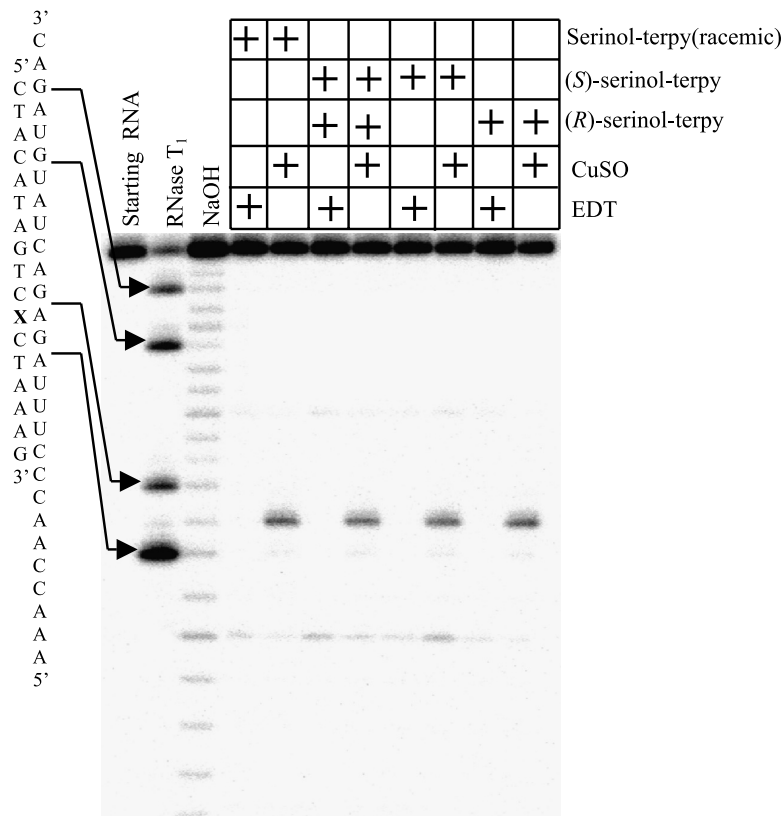 3'
C
A
G
A
U
G
U
A
U
C
A
G
A
G
A
U
U
U
C
C
C
A
A
C
C
A
A
A
5'
5'
C
T
A
C
A
T
A
G
T
C
X
C
T
A
A
A
G
3'
Starting RNA
RNase T₁
NaOH
+ + Serinol-terpy(racemic)
+ + + + (S)-serinol-terpy
+ + + + (R)-serinol-terpy
+ + + + CuSO
+ + + + EDT